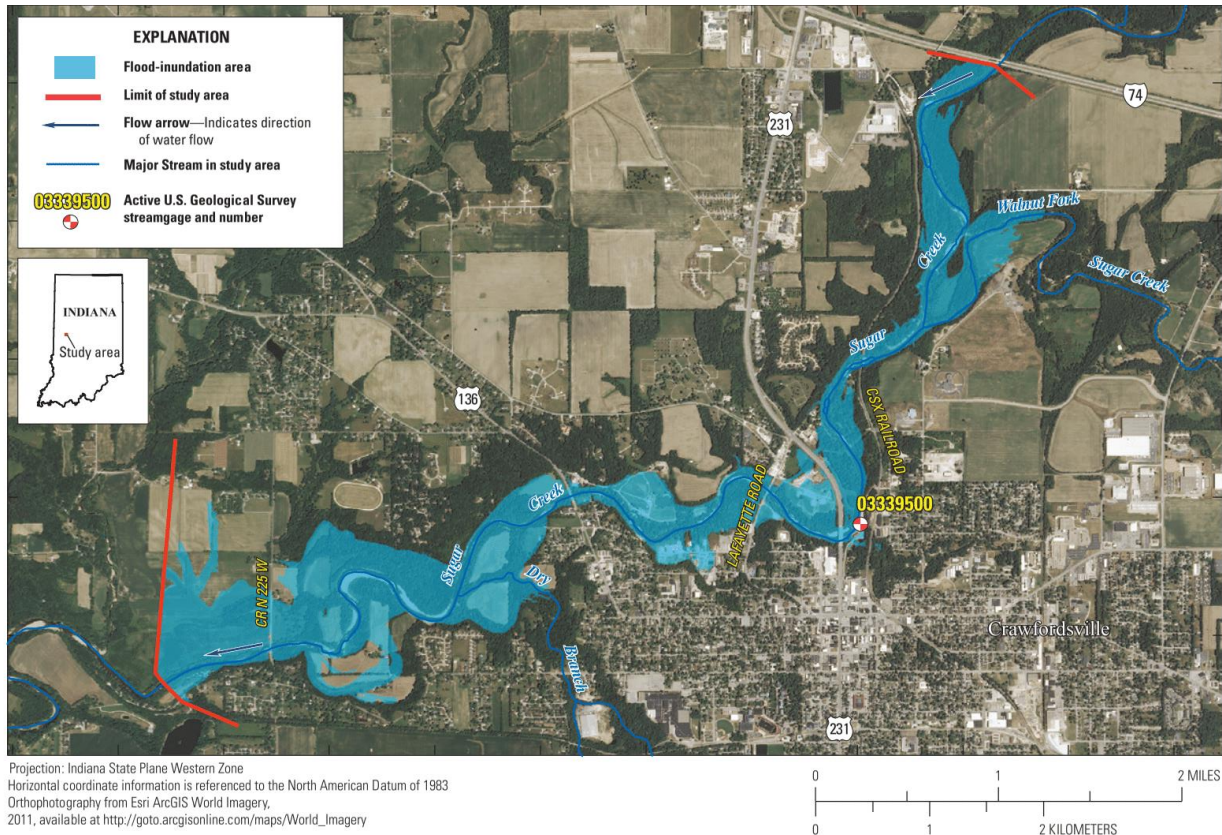 EXPLANATION
Flood-inundation area
Limit of study area
Flow arrow—Indicates direction
of water flow
Major Stream in study area
03339500
Active U.S. Geological Survey
streamgage and number
INDIANA
Study area
231
74
Walnut Fork
Creek
Sugar Creek
Sugar
136
CSX RAILROAD
LAFAYETTE ROAD
03339500
Creek
Sugar
Dry
CR N 225 W
Branch
Crawfordsville
231
Projection: Indiana State Plane Western Zone
Horizontal coordinate information is referenced to the North American Datum of 1983
Orthophotography from Esri ArcGIS World Imagery,
2011, available at http://goto.arcgisonline.com/maps/World_Imagery
0 1 2 MILES
0 1 2 KILOMETERS